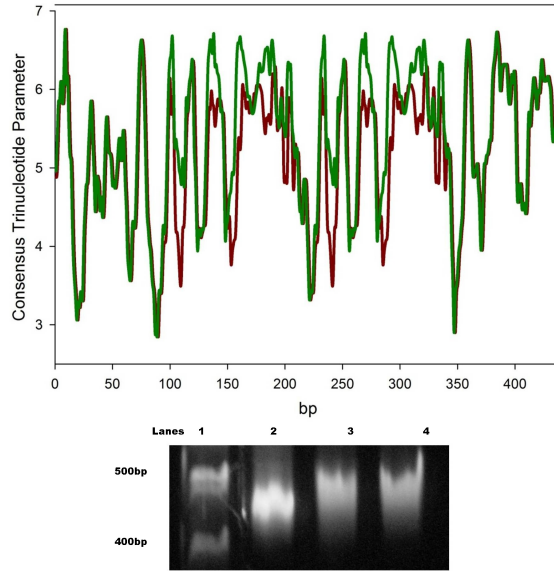 7
6
5
4
3
Consensus Trinucleotide Parameter
0 50 100 150 200 250 300 350 400
bp
Lanes 1 2 3 4
500bp
400bp